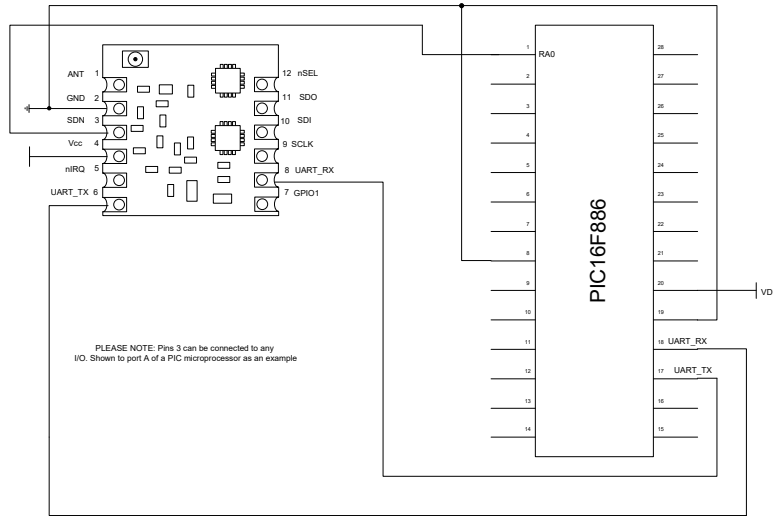 ANT 1
GND 2
SDN 3
Vcc 4
nIRQ 5
UART_TX 6
12 nSEL
11 SDO
10 SDI
9 SCLK
8 UART_RX
7 GPIO1
PLEASE NOTE: Pins 3 can be connected to any
I/O. Shown to port A of a PIC microprocessor as an example
1 RA0
2
3
4
5
6
7
8
9
10
11
12
13
14
PIC16F886
28
27
26
25
24
23
22
21
20 VD
19
18 UART_RX
17 UART_TX
16
15